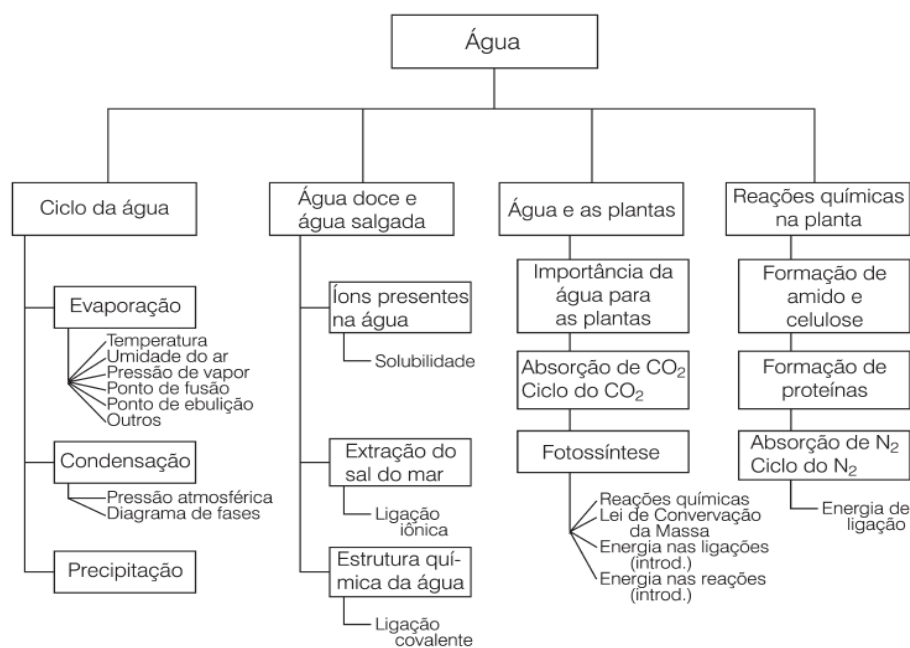 Água
Ciclo da água
Evaporação
Temperatura
Umidade do ar
Pressão de vapor
Ponto de fusão
Ponto de ebulição
Outros
Condensação
Pressão atmosférica
Diagrama de fases
Precipitação
Água doce e
água salgada
Íons presentes
na água
Solubilidade
Extração do
sal do mar
Ligação
iônica
Estrutura quí-
mica da água
Ligação
covalente
Água e as plantas
Importância da
água para
as plantas
Absorção de CO₂
Ciclo do CO₂
Fotossíntese
Reações químicas
Lei de Convervação
da Massa
Energia nas ligações
(introd.)
Energia nas reações
(introd.)
Reações químicas
na planta
Formação de
amido e
celulose
Formação de
proteínas
Absorção de N₂
Ciclo do N₂
Energia de
ligação